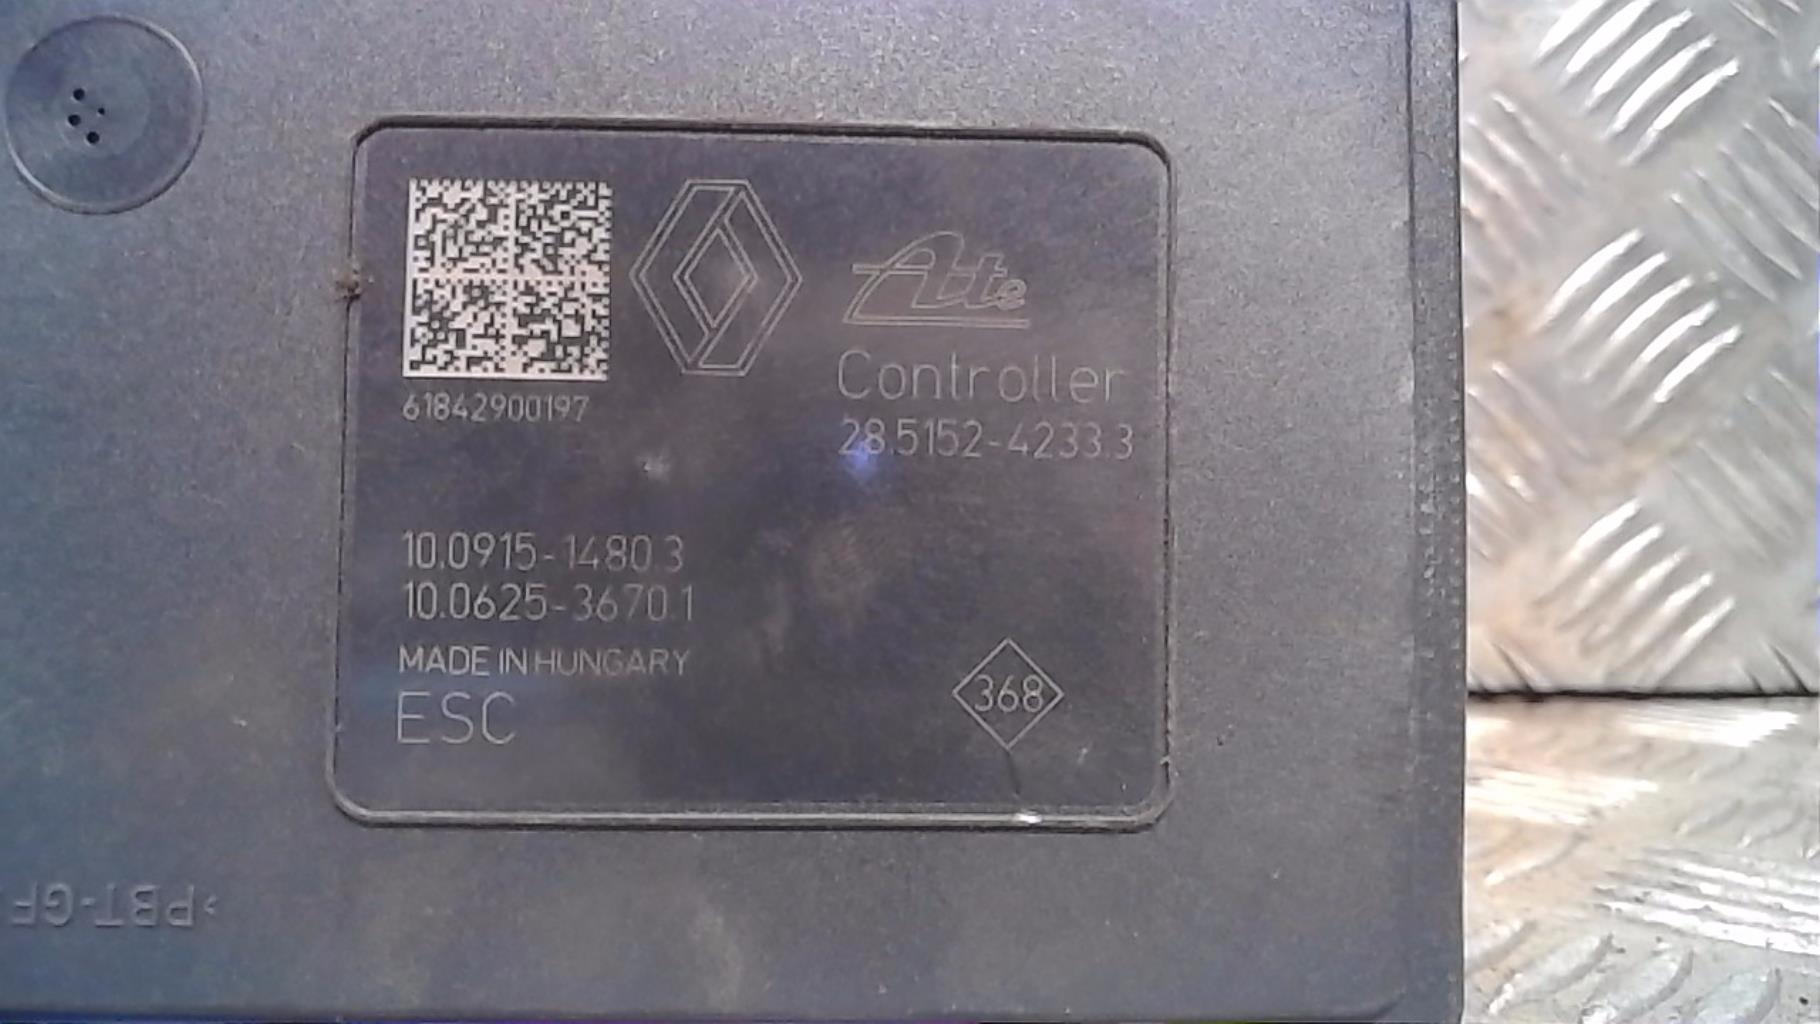 Ate
Controller
28.5152-4233.3
61842900197
10.0915-1480.3
10.0625-3670.1
MADE IN HUNGARY
ESC
368
>PBT-GF